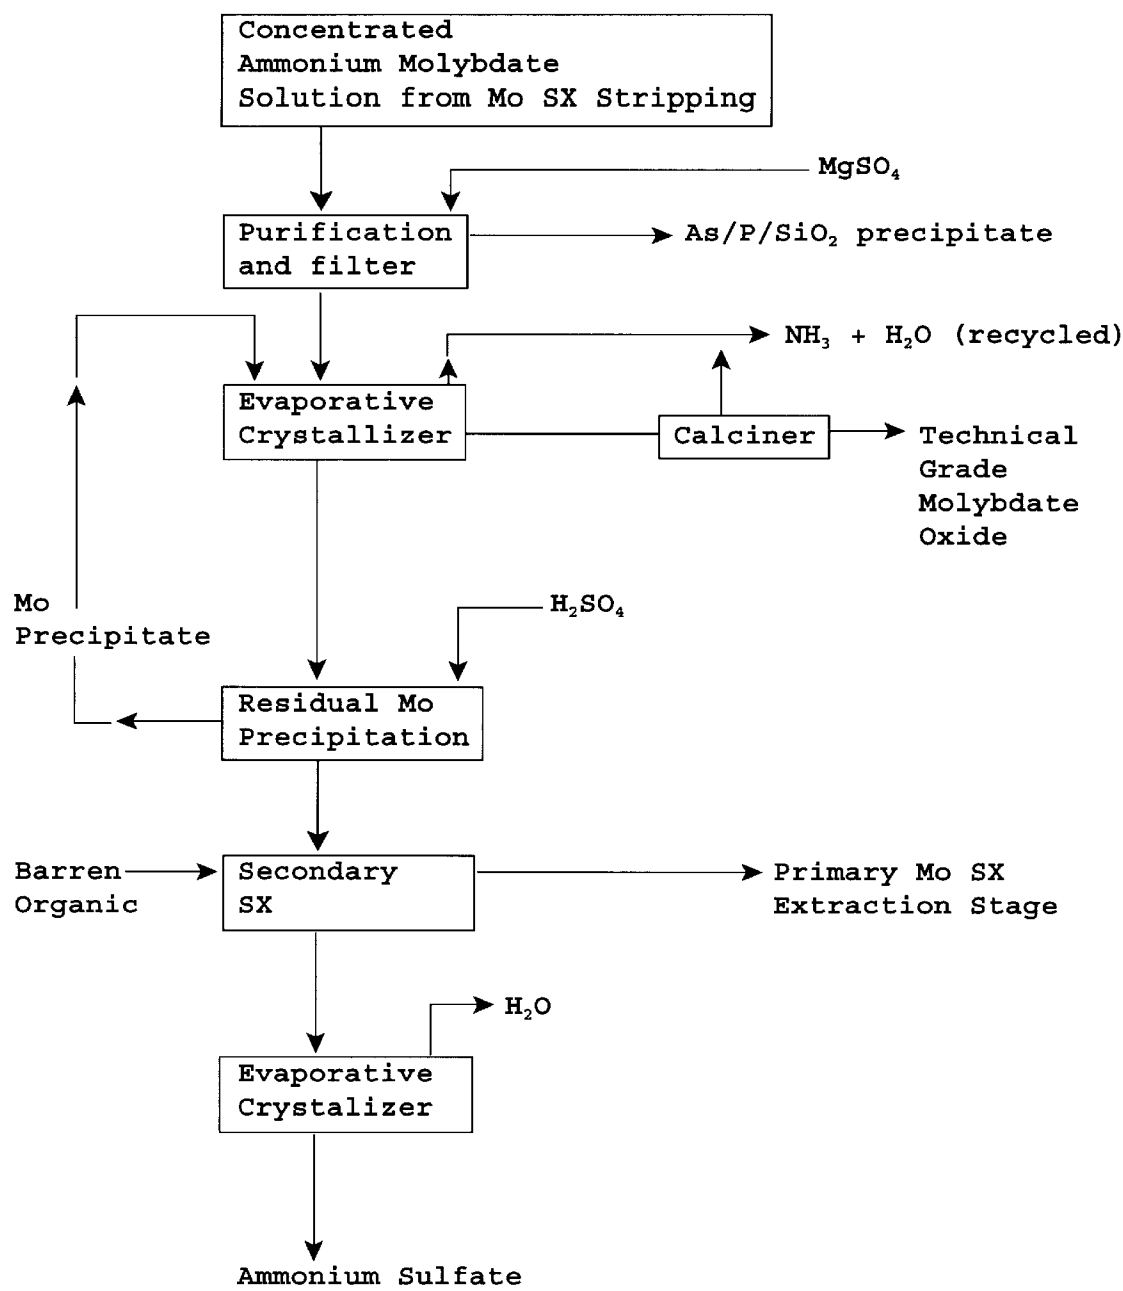 Concentrated
Ammonium Molybdate
Solution from Mo SX Stripping
MgSO₄
Purification
and filter
As/P/SiO₂ precipitate
NH₃ + H₂O (recycled)
Evaporative
Crystallizer
Calciner
Technical
Grade
Molybdate
Oxide
Mo
Precipitate
H₂SO₄
Residual Mo
Precipitation
Barren
Organic
Secondary
SX
Primary Mo SX
Extraction Stage
H₂O
Evaporative
Crystalizer
Ammonium Sulfate